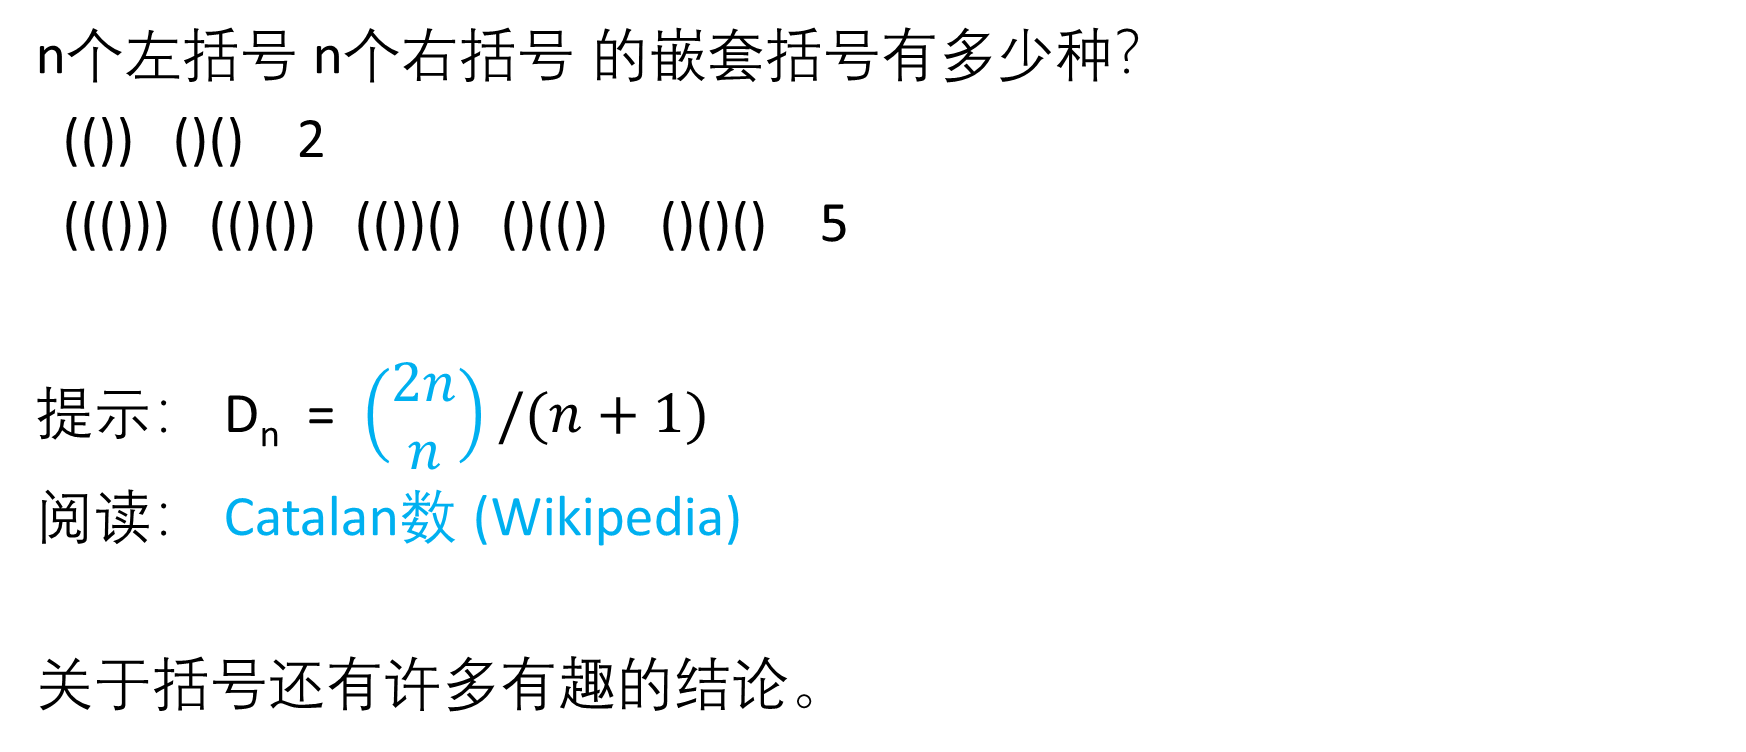 n个左括号 n个右括号 的嵌套括号有多少种？
(()) ()() 2
((())) (()()) (())() ()(()) ()()() 5
提示： Dₙ = (2n n) /(n + 1)
阅读： Catalan数 (Wikipedia)
关于括号还有许多有趣的结论。